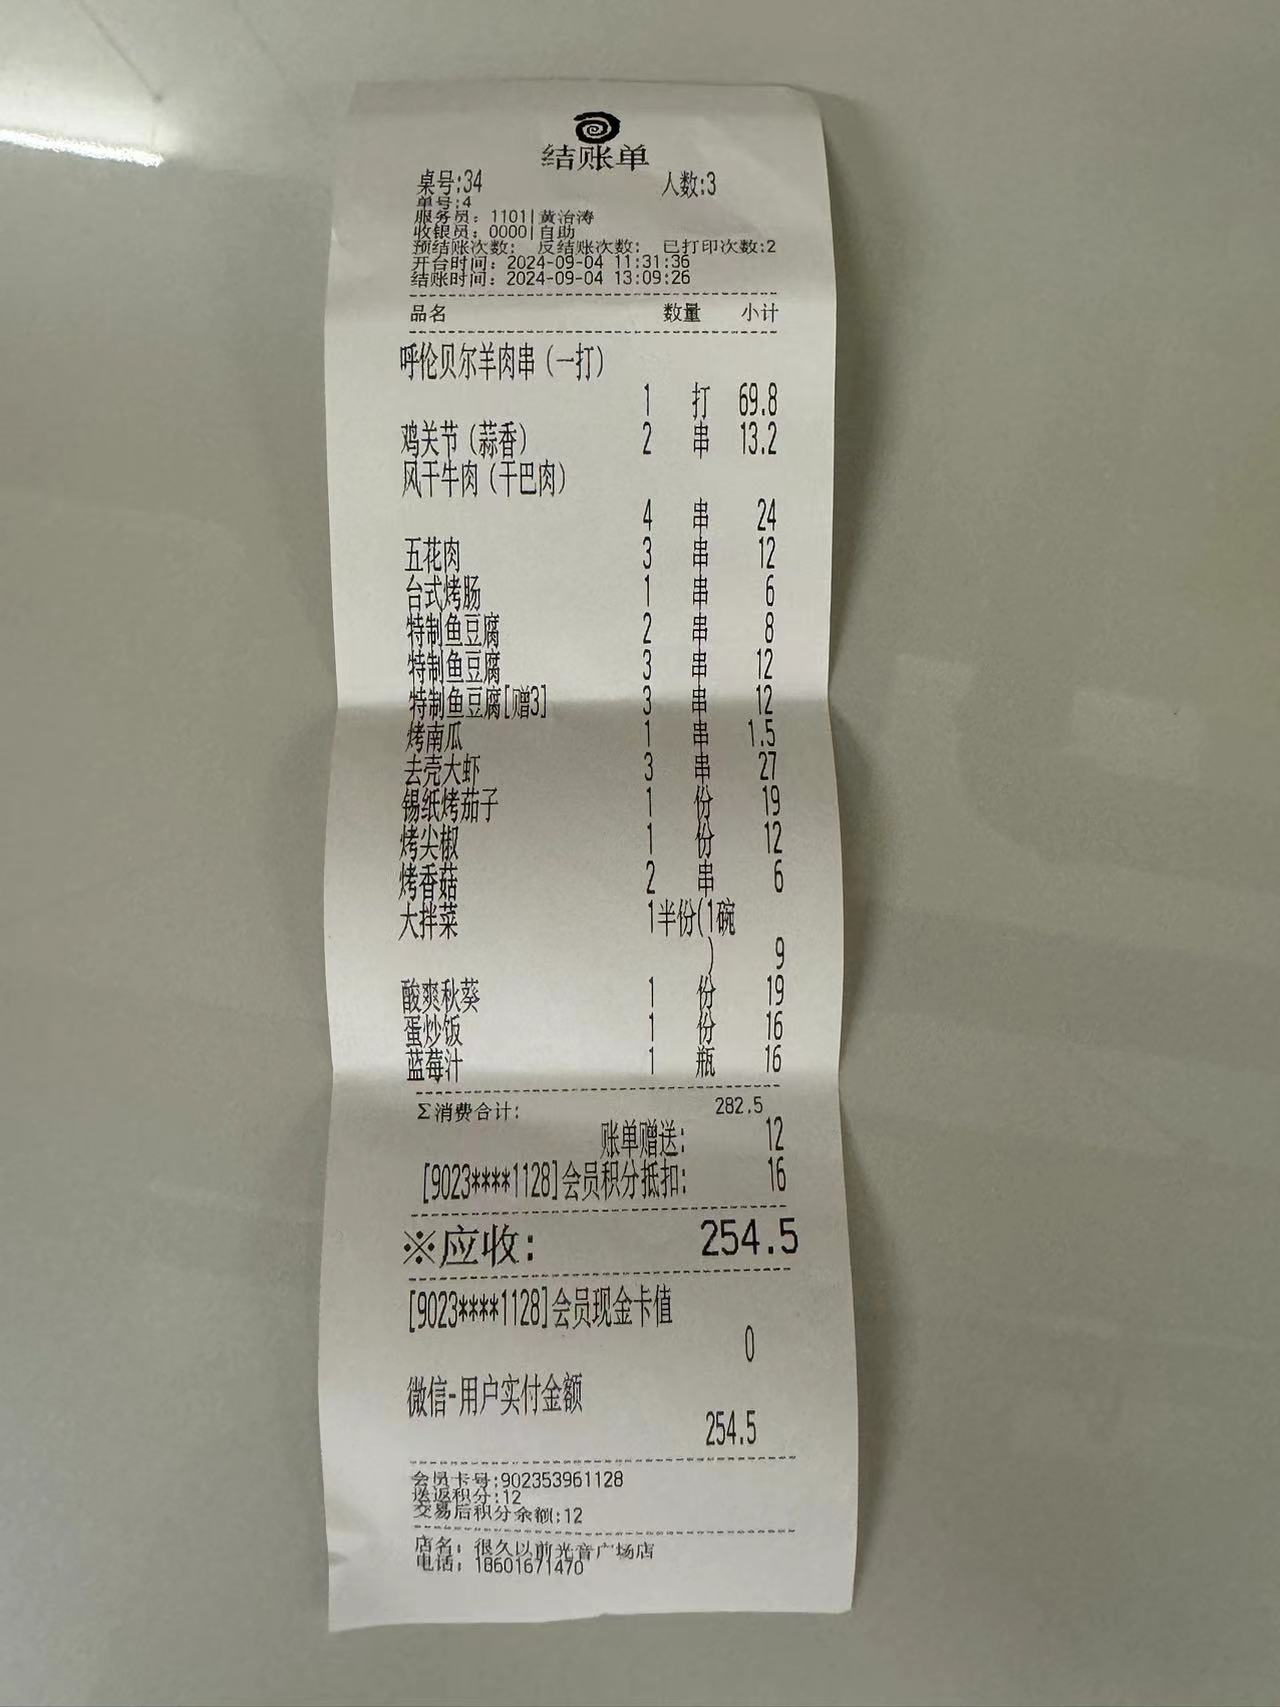 结账单
桌号:34 人数:3
单号:4
服务员: 1101|黄治涛
收银员: 0000|自助
预结账次数: 反结账次数: 已打印次数:2
开台时间: 2024-09-04 11:31:36
结账时间: 2024-09-04 13:09:26
品名 数量 小计
呼伦贝尔羊肉串(一打)
1 打 69.8
鸡关节(蒜香) 2 串 13.2
风干牛肉(干巴肉)
4 串 24
五花肉 3 串 12
台式烤肠 1 串 6
特制鱼豆腐 2 串 8
特制鱼豆腐 3 串 12
特制鱼豆腐[赠3] 3 串 12
烤南瓜 1 串 1.5
去壳大虾 3 串 27
锡纸烤茄子 1 份 19
烤尖椒 1 份 12
烤香菇 2 串 6
大拌菜 1半份(1碗
) 9
酸爽秋葵 1 份 19
蛋炒饭 1 份 16
蓝莓汁 1 瓶 16
Σ消费合计: 282.5
账单赠送: 12
[9023****1128]会员积分抵扣: 16
※应收: 254.5
[9023****1128]会员现金卡值
0
微信-用户实付金额
254.5
会员卡号:902353961128
送返积分:12
交易后积分余额:12
店名: 很久以前光音广场店
电话: 18601671470